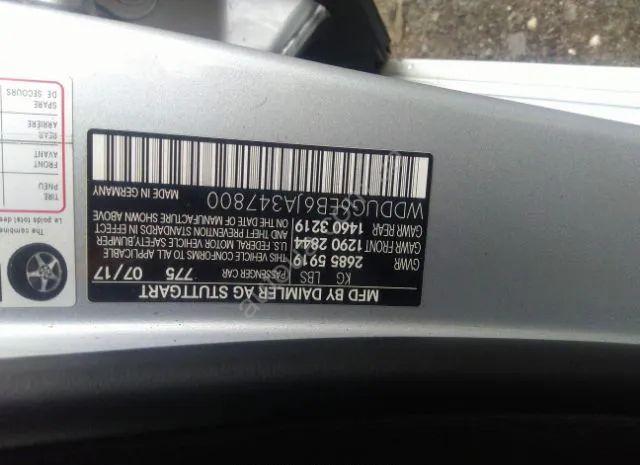 MFD BY DAIMLER AG STUTTGART
KG LBS PASSENGER CAR 07/17
GVWR 2685 5919 775
GAWR FRONT 1290 2844 THIS VEHICLE CONFORMS TO ALL APPLICABLE
GAWR REAR 1460 3219 U.S. FEDERAL MOTOR VEHICLE SAFETY/BUMPER
AND THEFT PREVENTION STANDARDS IN EFFECT
ON THE DATE OF MANUFACTURE SHOWN ABOVE
WDDUG6EB6JA347800 MADE IN GERMANY
The combined
Le poids total des
TIRE
PNEU
FRONT
AVANT
REAR
ARRIÈRE
SPARE
DE SECOURS